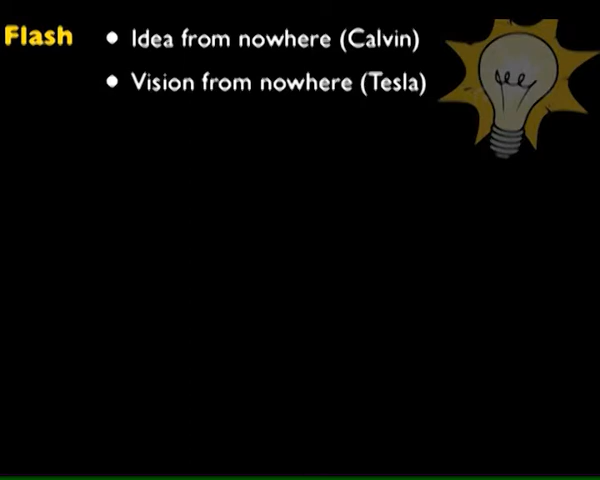 Flash
• Idea from nowhere (Calvin)
• Vision from nowhere (Tesla)